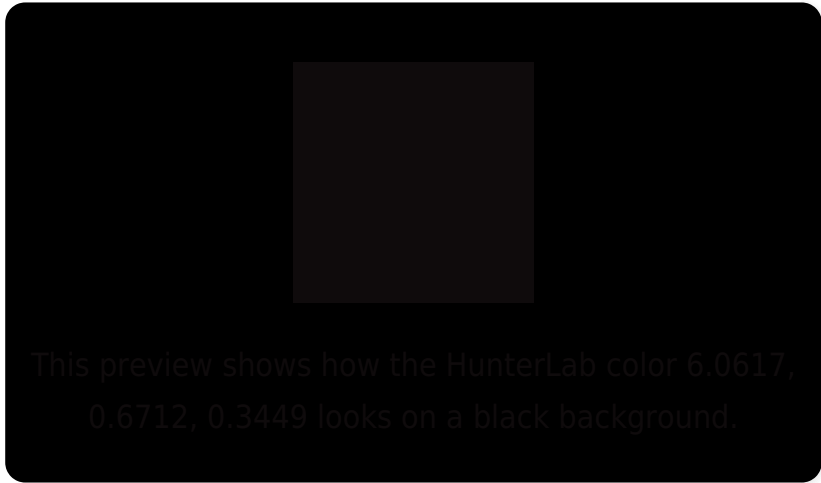 This preview shows how the HunterLab color 6.0617,
0.6712, 0.3449 looks on a black background.